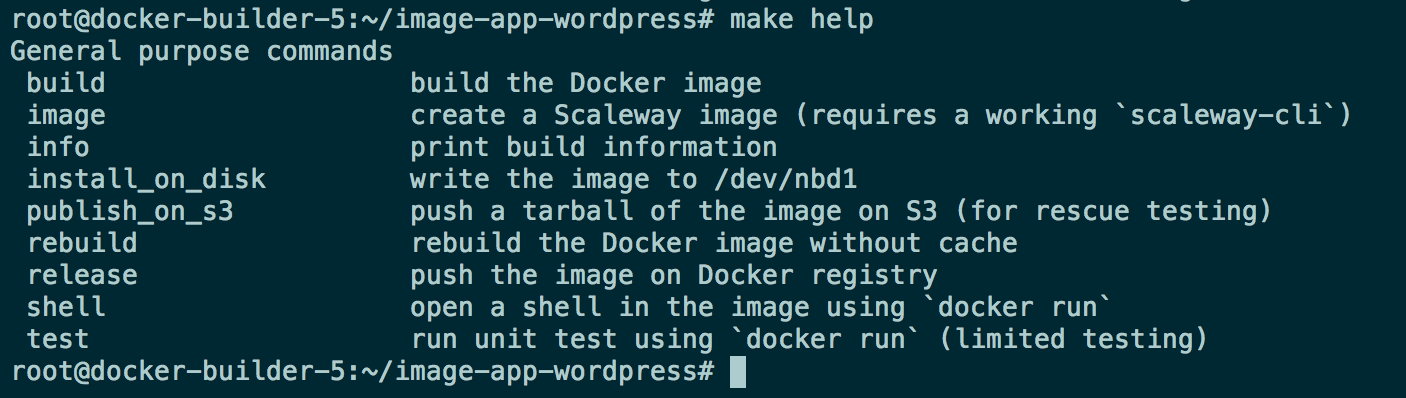 root@docker-builder-5:~/image-app-wordpress# make help
General purpose commands
 build                   build the Docker image
 image                   create a Scaleway image (requires a working `scaleway-cli`)
 info                    print build information
 install_on_disk         write the image to /dev/nbd1
 publish_on_s3           push a tarball of the image on S3 (for rescue testing)
 rebuild                 rebuild the Docker image without cache
 release                 push the image on Docker registry
 shell                   open a shell in the image using `docker run`
 test                    run unit test using `docker run` (limited testing)
root@docker-builder-5:~/image-app-wordpress#